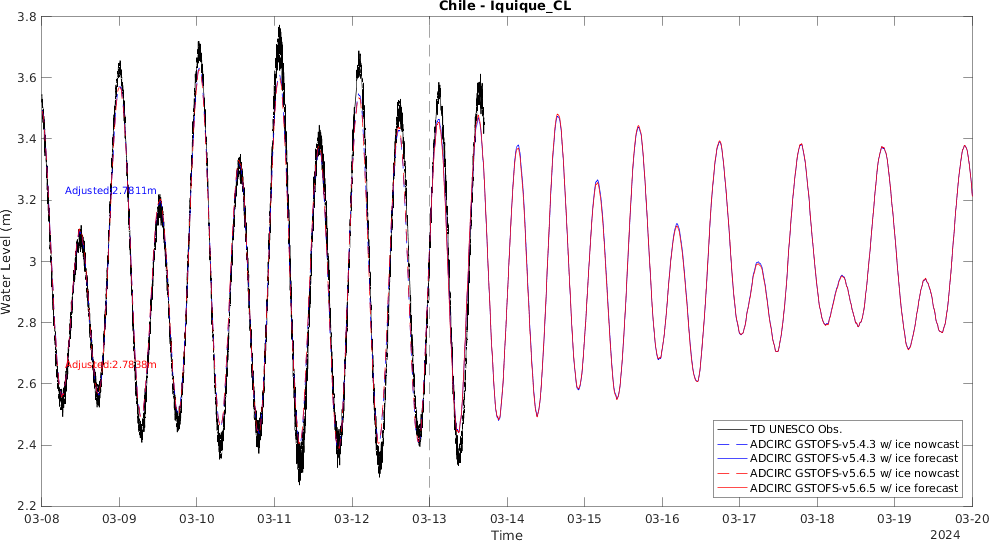 Chile - Iquique_CL
3.8
3.6
3.4
3.2
3
2.8
2.6
2.4
2.2
Water Level (m)
Adjusted:2.7811m
Adjusted:2.7838m
TD UNESCO Obs.
ADCIRC GSTOFS-v5.4.3 w/ ice nowcast
ADCIRC GSTOFS-v5.4.3 w/ ice forecast
ADCIRC GSTOFS-v5.6.5 w/ ice nowcast
ADCIRC GSTOFS-v5.6.5 w/ ice forecast
03-08 03-09 03-10 03-11 03-12 03-13 03-14 03-15 03-16 03-17 03-18 03-19 03-20
Time
2024